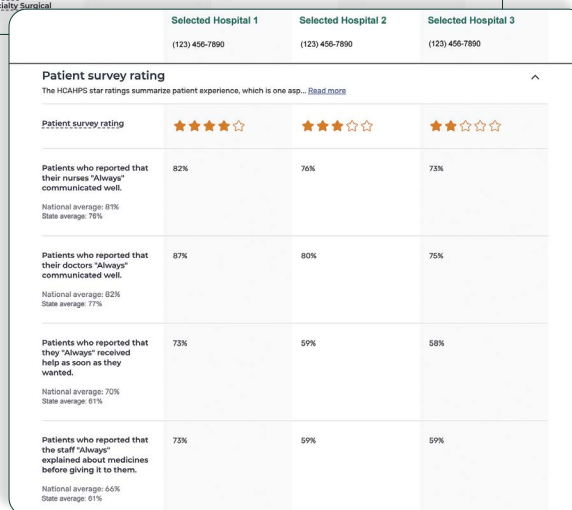 cialty Surgical
Selected Hospital 1 Selected Hospital 2 Selected Hospital 3
(123) 456-7890 (123) 456-7890 (123) 456-7890
Patient survey rating
The HCAHPS star ratings summarize patient experience, which is one asp... Read more
Patient survey rating
Patients who reported that
their nurses "Always"
communicated well.
82% 76% 73%
National average: 81%
State average: 76%
Patients who reported that
their doctors "Always"
communicated well.
87% 80% 75%
National average: 82%
State average: 77%
Patients who reported that
they "Always" received
help as soon as they
wanted.
73% 59% 58%
National average: 70%
State average: 61%
Patients who reported that
the staff "Always"
explained about medicines
before giving it to them.
73% 59% 59%
National average: 66%
State average: 61%